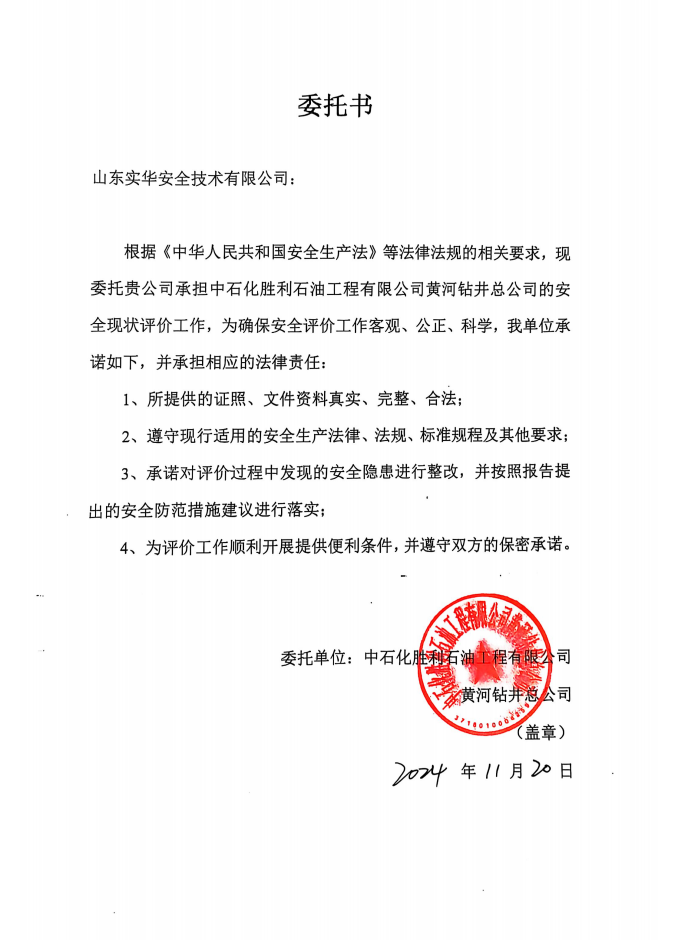 委托书
山东实华安全技术有限公司：
根据《中华人民共和国安全生产法》等法律法规的相关要求，现
委托贵公司承担中石化胜利石油工程有限公司黄河钻井总公司的安
全现状评价工作，为确保安全评价工作客观、公正、科学，我单位承
诺如下，并承担相应的法律责任：
1、所提供的证照、文件资料真实、完整、合法；
2、遵守现行适用的安全生产法律、法规、标准规程及其他要求；
3、承诺对评价过程中发现的安全隐患进行整改，并按照报告提
出的安全防范措施建议进行落实；
4、为评价工作顺利开展提供便利条件，并遵守双方的保密承诺。
委托单位：中石化胜利石油工程有限公司
黄河钻井总公司
（盖章）
2024 年 11 月 20 日